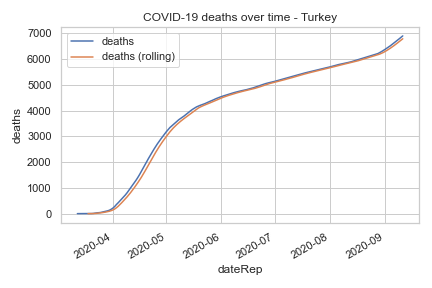 COVID-19 deaths over time - Turkey
deaths
deaths (rolling)
7000
6000
5000
4000
3000
2000
1000
0
deaths
2020-04
2020-05
2020-06
2020-07
2020-08
2020-09
dateRep